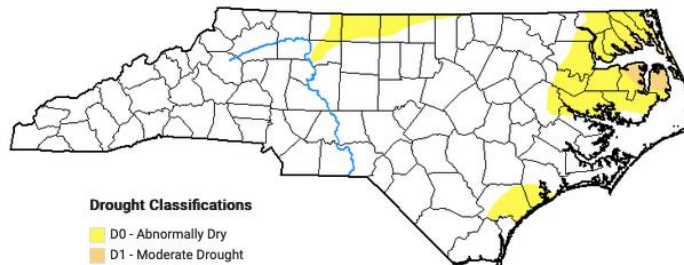 Drought Classifications
D0 - Abnormally Dry
D1 - Moderate Drought